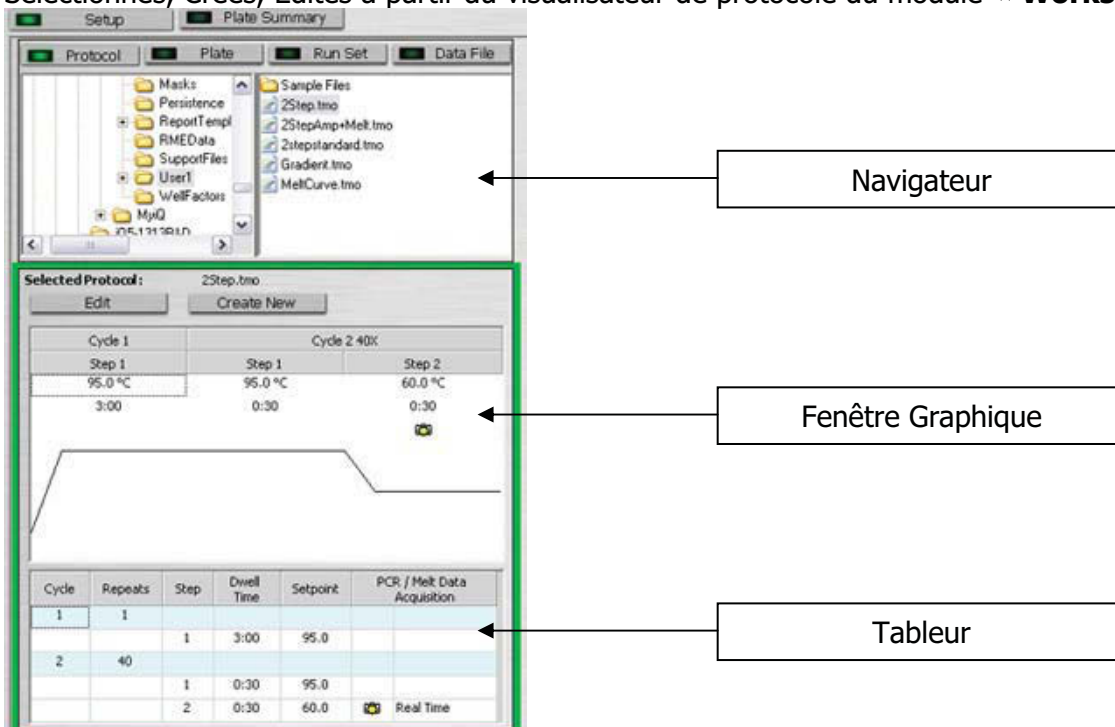 Sélectionnés, Créés, Edités à partir du visualisateur de protocole du module « Works
Setup Plate Summary
Protocol Plate Run Set Data File
Masks
Persistence
ReportTempl
RMEData
SupportFiles
User1
WellFactors
MyiQ
Sample Files
2Step.tmo
2StepAmp+Melt.tmo
2stepstandard.tmo
Gradient.tmo
MeltCurve.tmo
Navigateur
Selected Protocol: 2Step.tmo
Edit Create New
Cycle 1 Cycle 2 40X
Step 1 Step 1 Step 2
95.0 ºC 95.0 ºC 60.0 ºC
3:00 0:30 0:30
Fenêtre Graphique
Cycle Repeats Step Dwell Time Setpoint PCR / Melt Data Acquisition
1 1
1 3:00 95.0
2 40
1 0:30 95.0
2 0:30 60.0 Real Time
Tableur